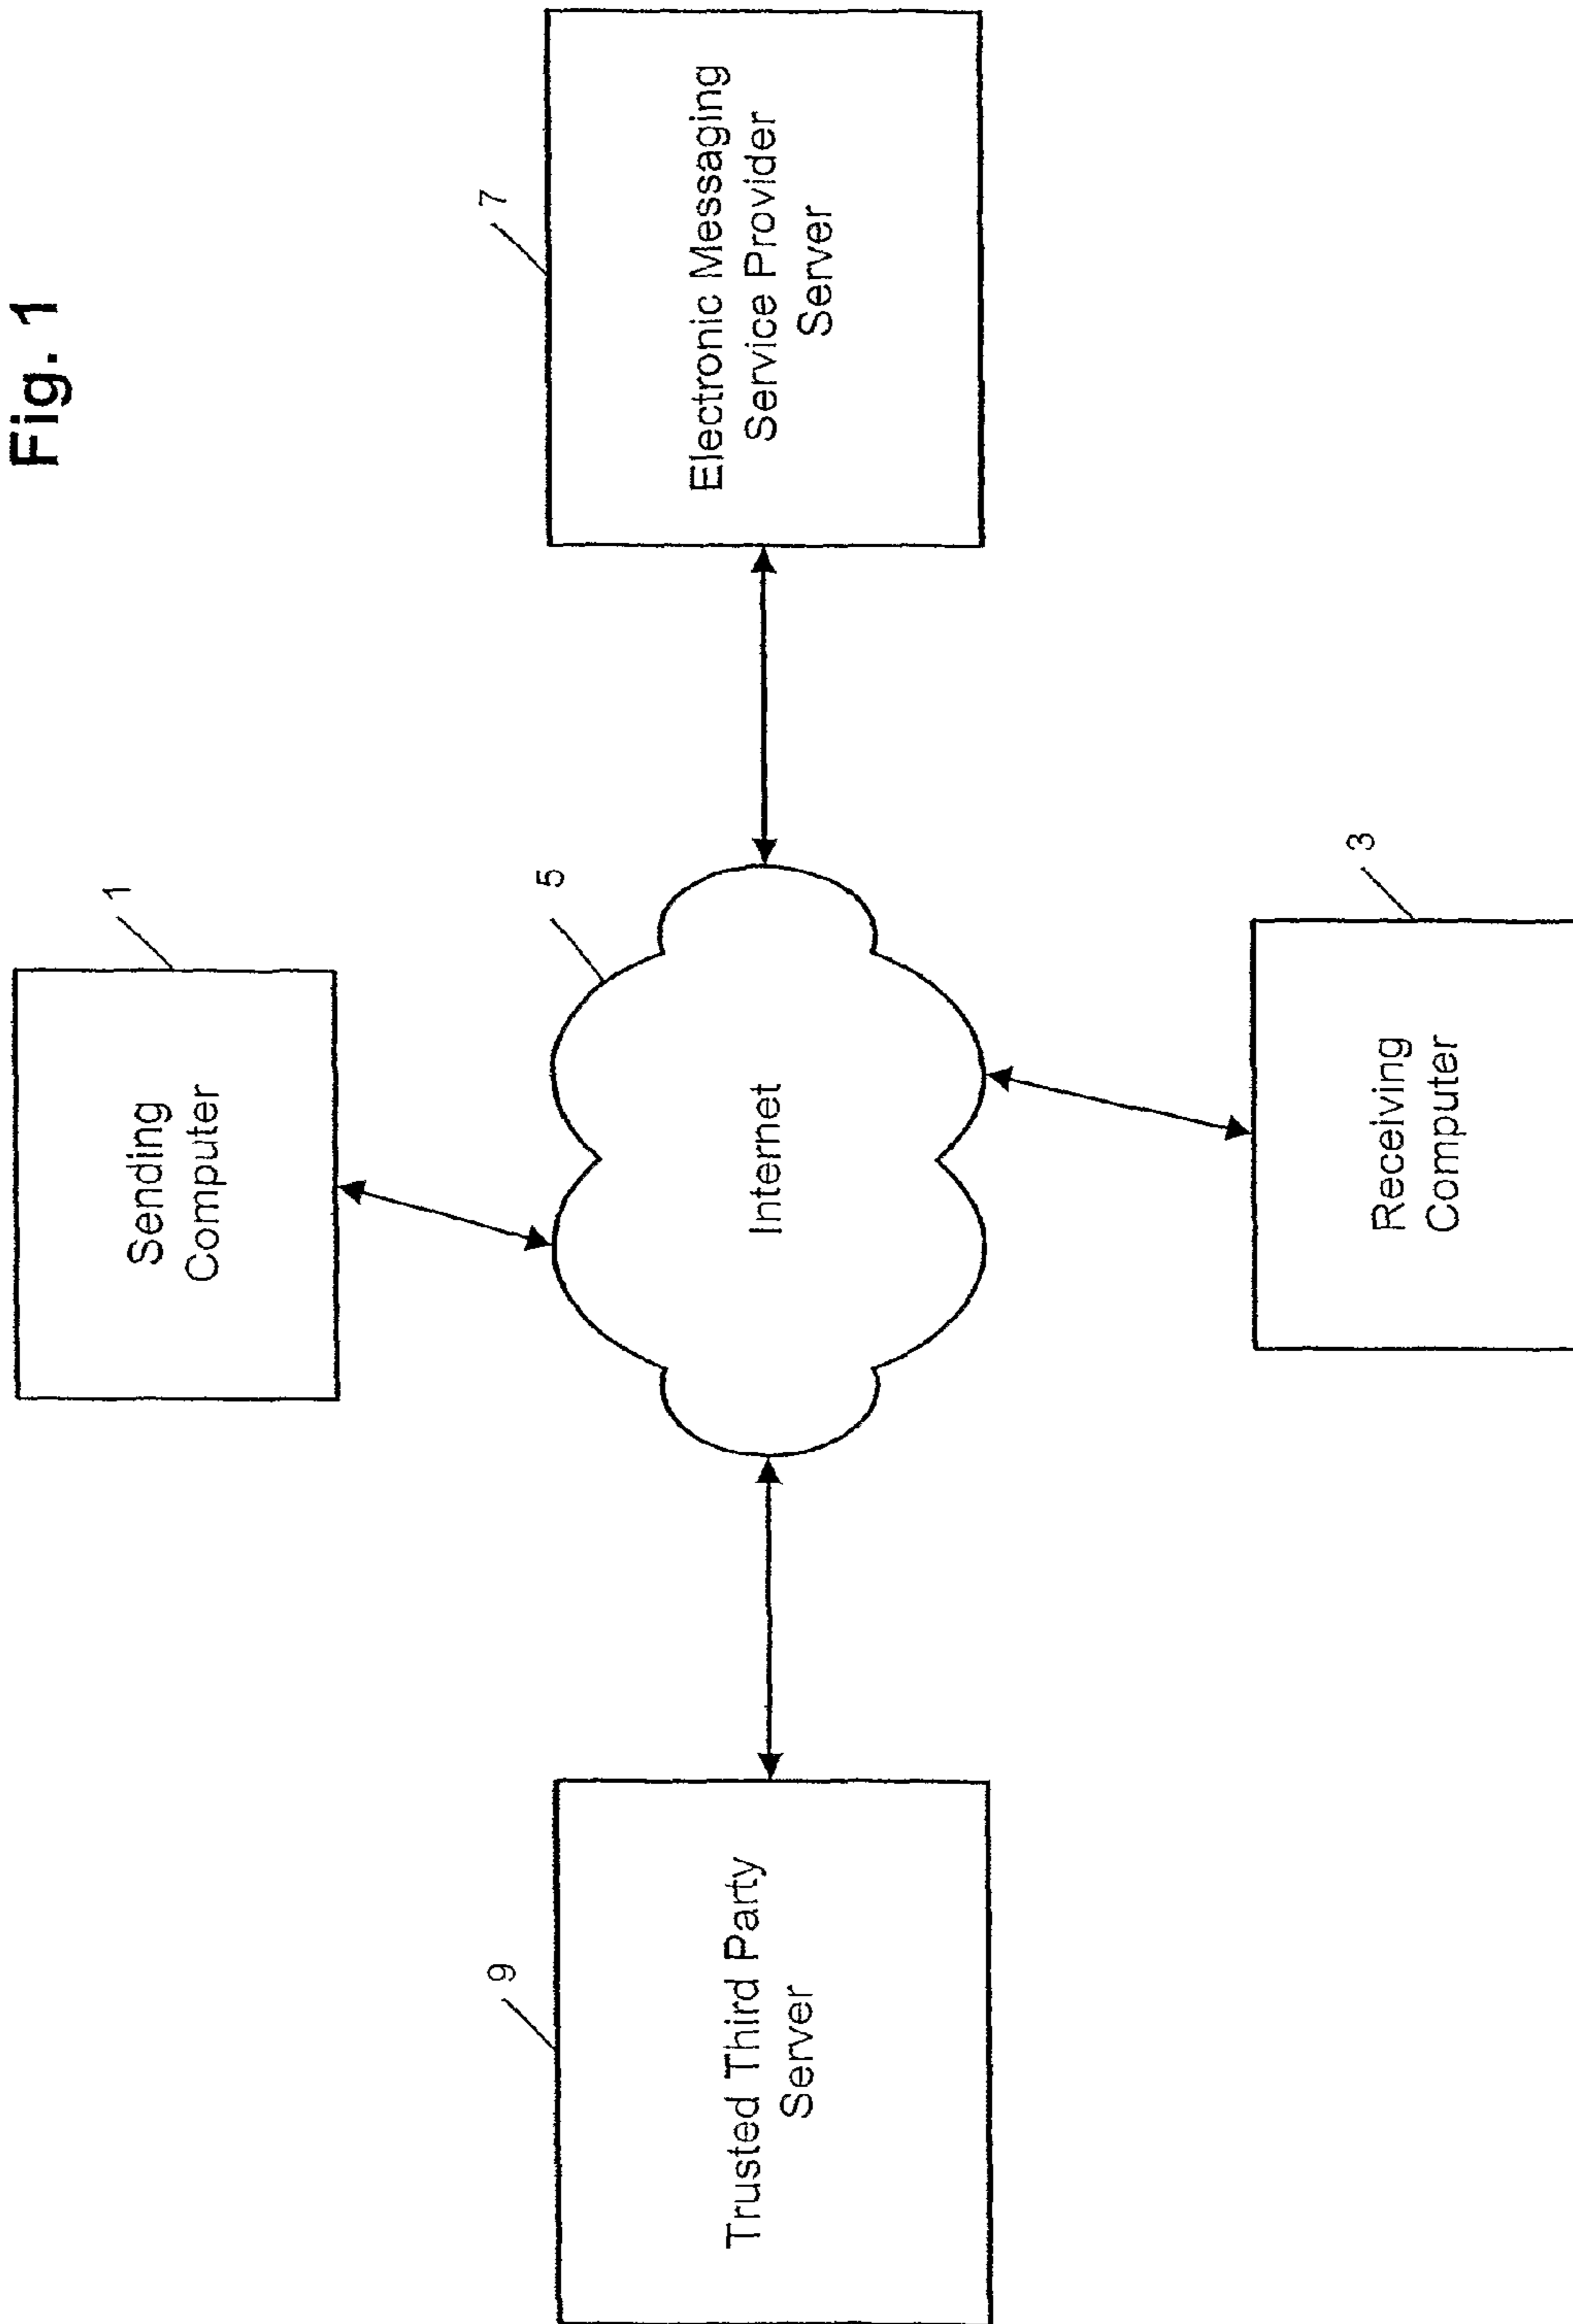 Fig. 1
1
Sending
Computer
9
Trusted Third Party
Server
5
Internet
7
Electronic Messaging
Service Provider
Server
3
Receiving
Computer